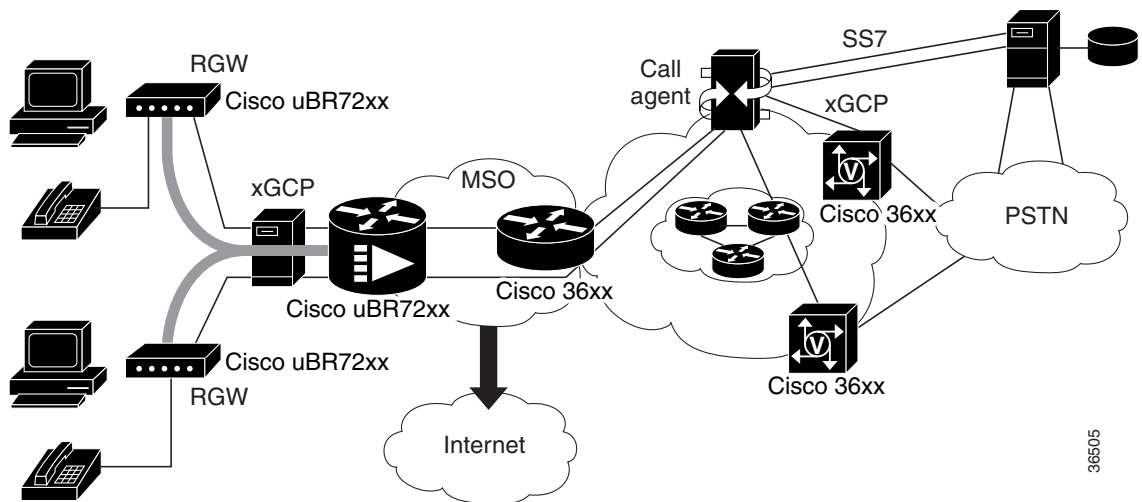 RGW
Cisco uBR72xx
xGCP
MSO
Cisco uBR72xx
Cisco 36xx
Cisco uBR72xx
RGW
Internet
Call
agent
SS7
xGCP
V
Cisco 36xx
PSTN
V
Cisco 36xx
36505